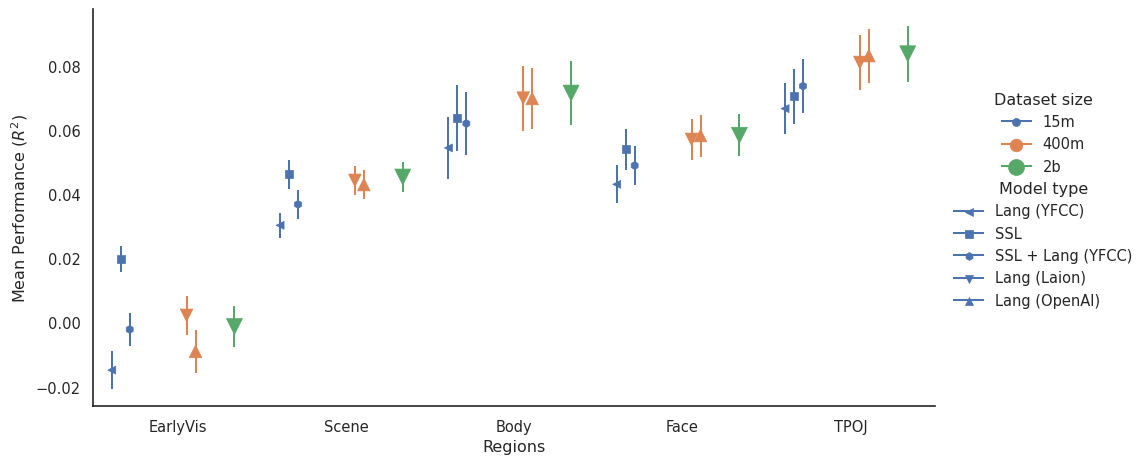 0.08
0.06
0.04
0.02
0.00
−0.02
Mean Performance (R²)
EarlyVis
Scene
Body
Face
TPOJ
Regions
Dataset size
15m
400m
2b
Model type
Lang (YFCC)
SSL
SSL + Lang (YFCC)
Lang (Laion)
Lang (OpenAI)